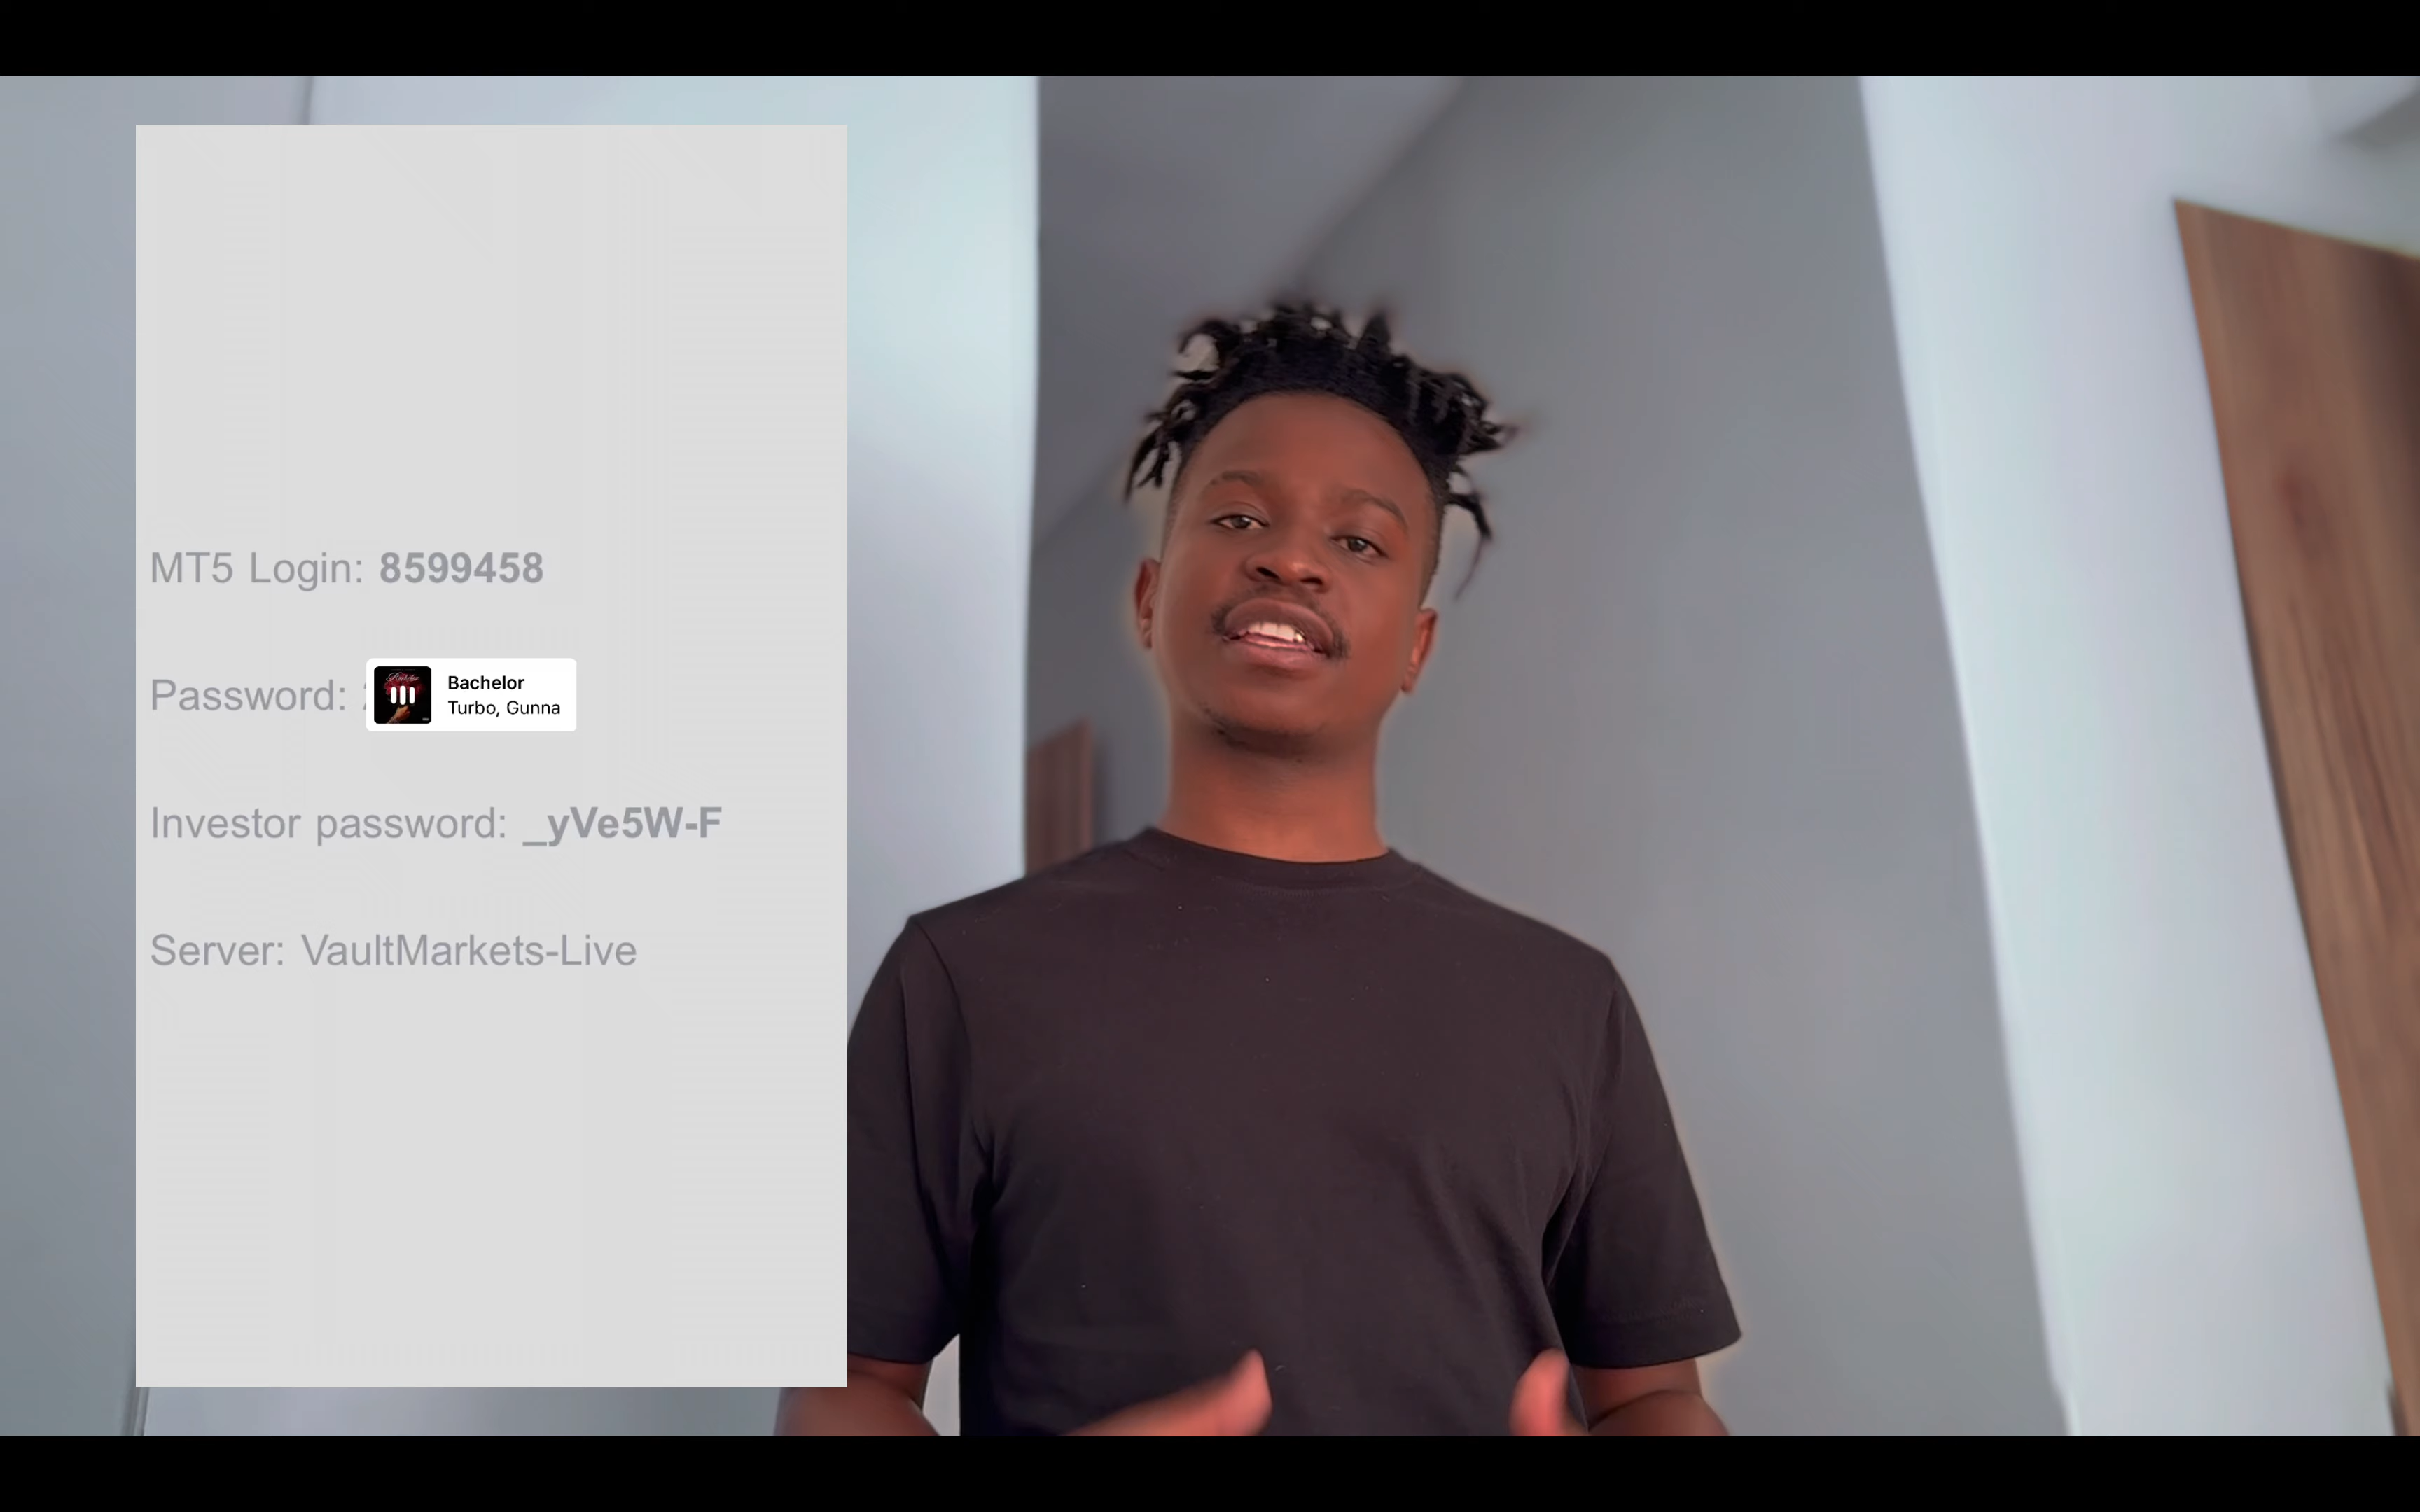 MT5 Login: 8599458
Password:
Bachelor
Turbo, Gunna
Investor password: _yVe5W-F
Server: VaultMarkets-Live